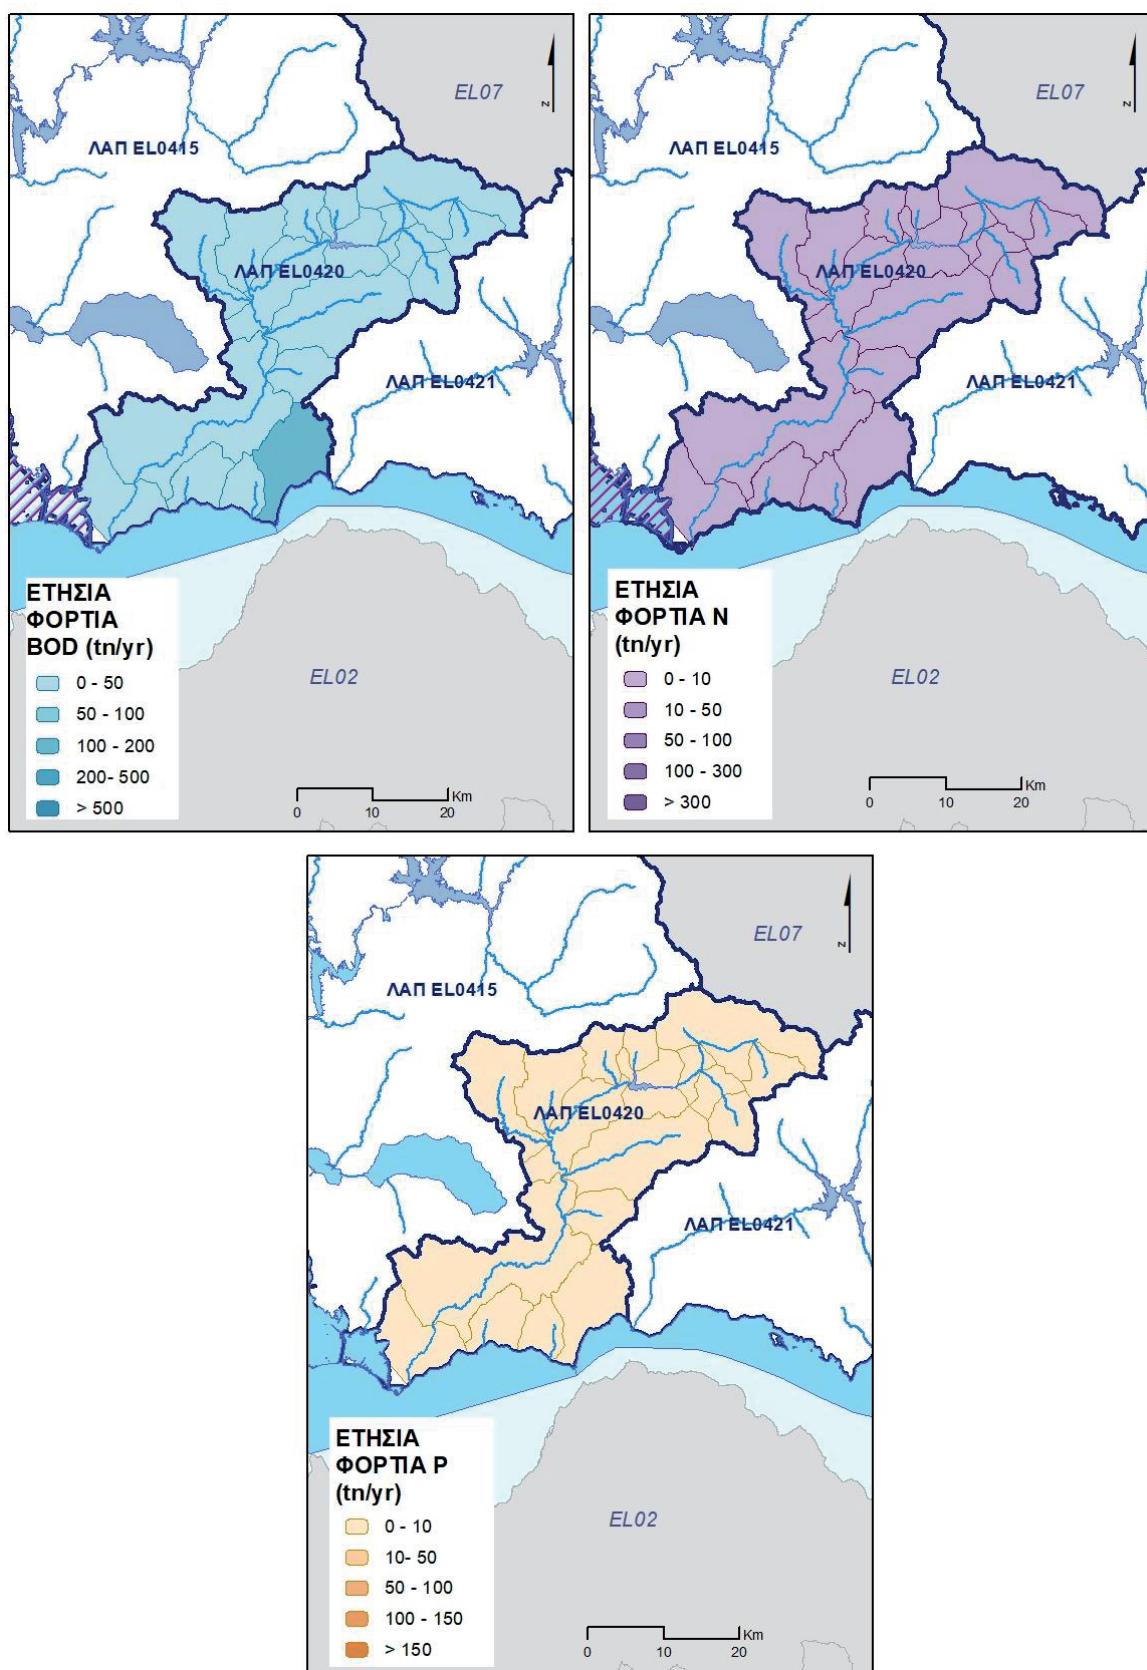 EL07
z
ΛΑΠ EL0415
ΛΑΠ EL0420
ΛΑΠ EL0421
ΕΤΗΣΙΑ
ΦΟΡΤΙΑ
BOD (tn/yr)
0 - 50
50 - 100
100 - 200
200- 500
> 500
EL02
Km
0 10 20
EL07
z
ΛΑΠ EL0415
ΛΑΠ EL0420
ΛΑΠ EL0421
ΕΤΗΣΙΑ
ΦΟΡΤΙΑ N
(tn/yr)
0 - 10
10 - 50
50 - 100
100 - 300
> 300
EL02
Km
0 10 20
EL07
z
ΛΑΠ EL0415
ΛΑΠ EL0420
ΛΑΠ EL0421
ΕΤΗΣΙΑ
ΦΟΡΤΙΑ P
(tn/yr)
0 - 10
10- 50
50 - 100
100 - 150
> 150
EL02
Km
0 10 20